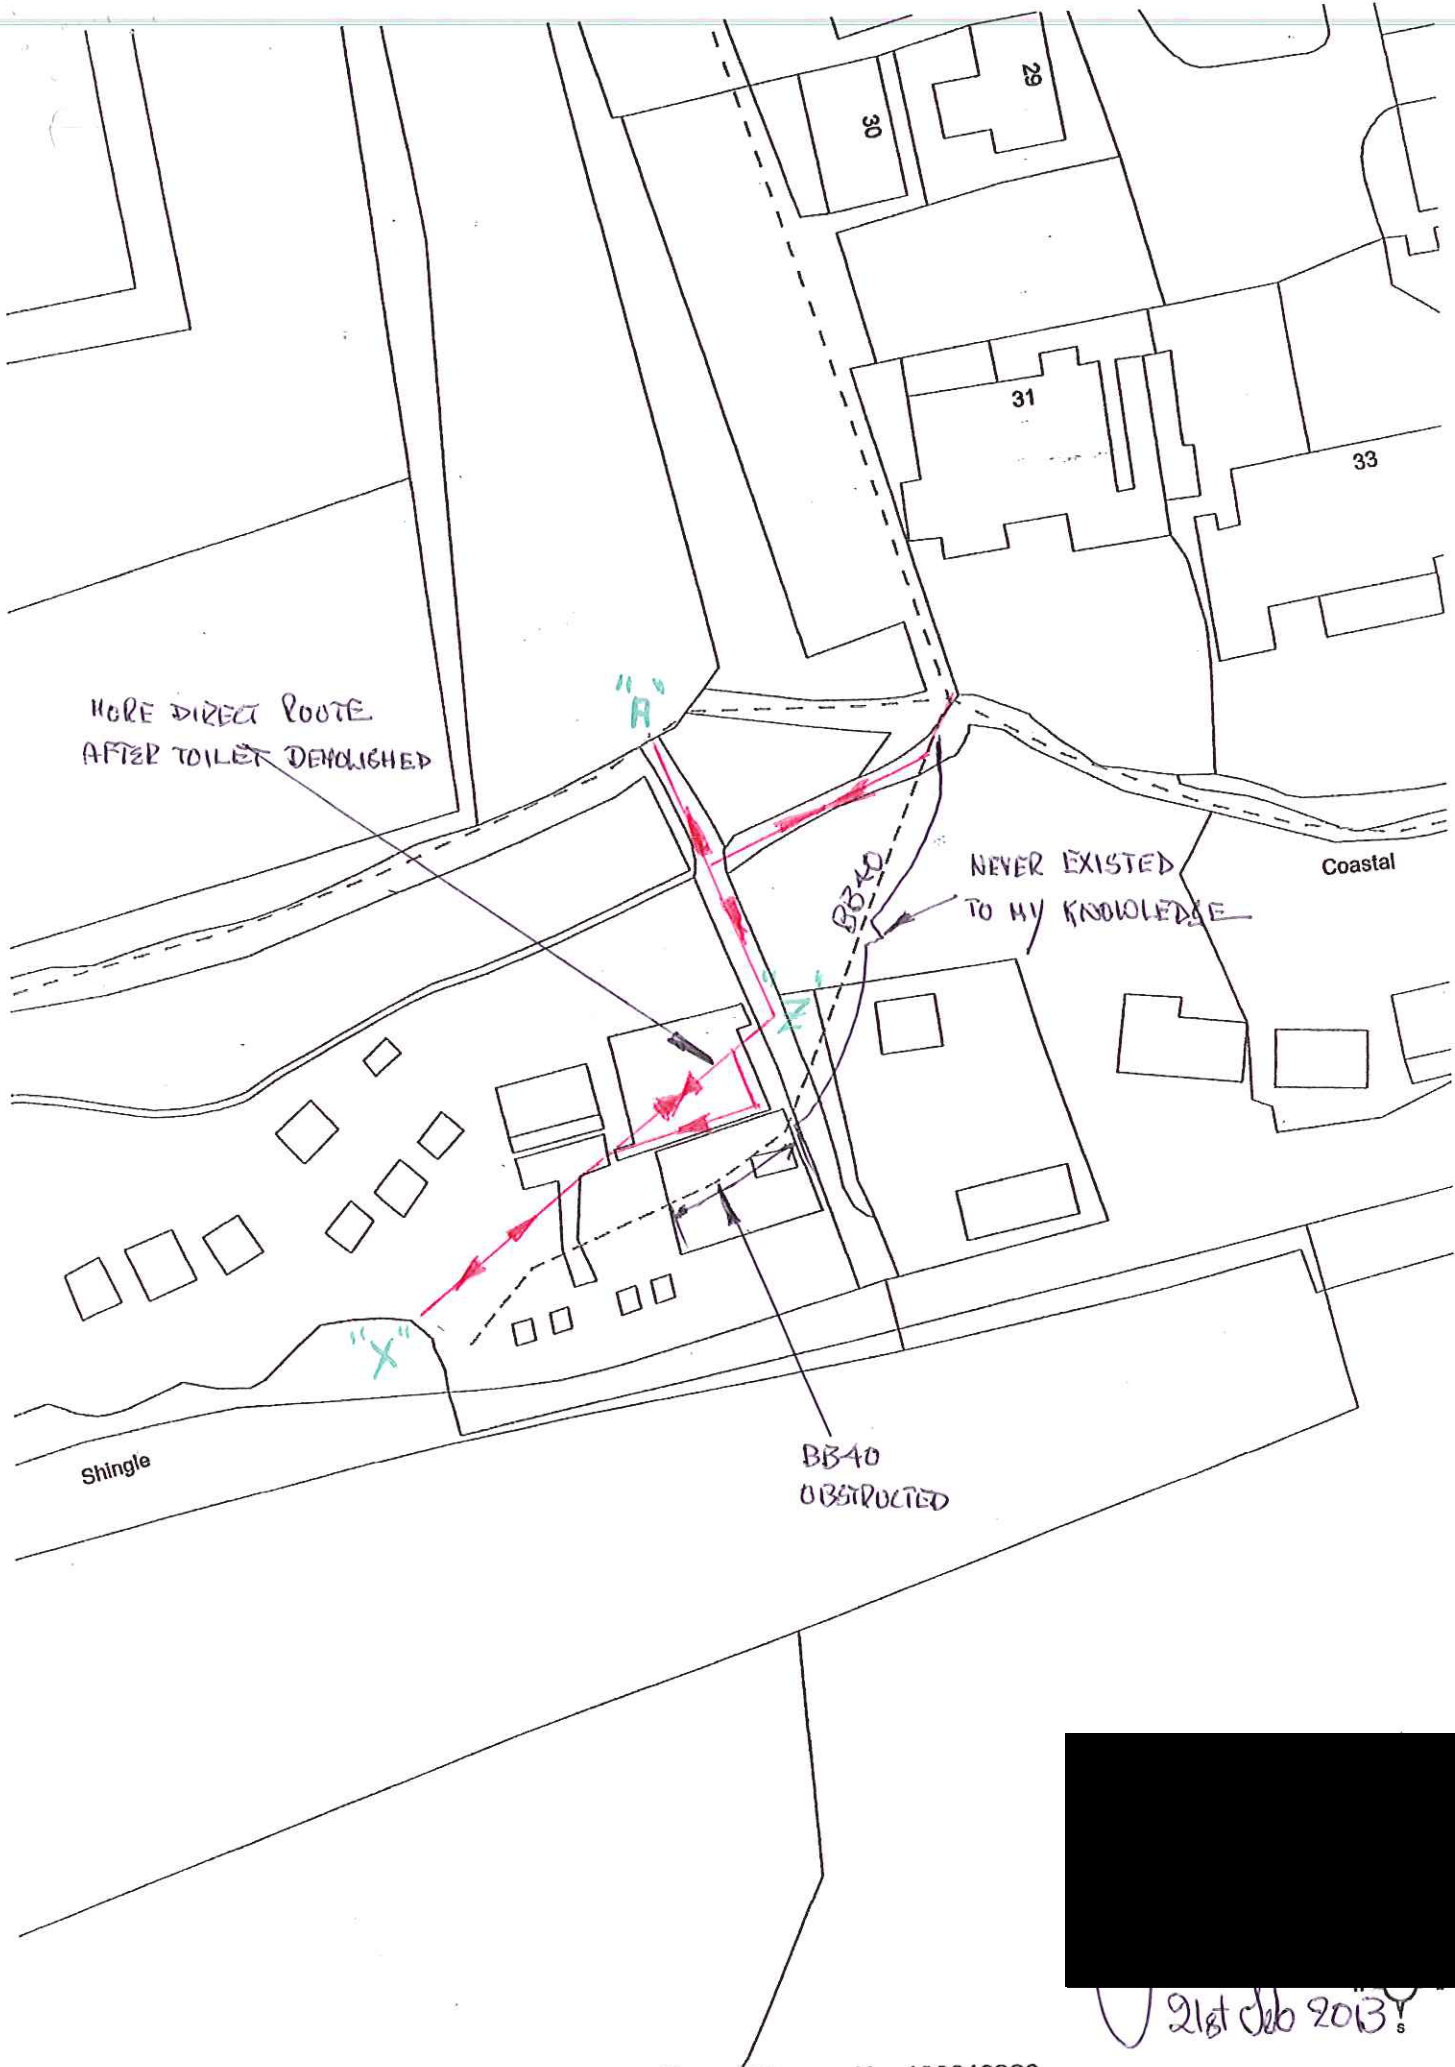 29
30
31
33
"A"
MORE DIRECT ROUTE
AFTER TOILET DEMOLISHED
BB40
NEVER EXISTED
TO MY KNOWLEDGE
Coastal
"Z"
"X"
Shingle
BB40
OBSTRUCTED
21st Feb 2013
S